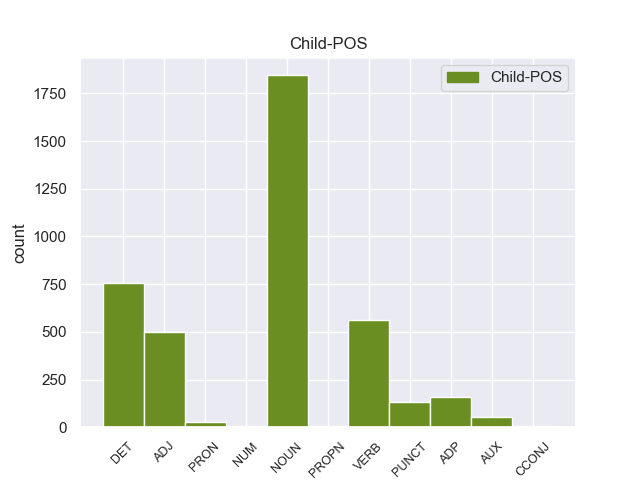 Child-POS
Child-POS
1750
1500
1250
1000
750
500
250
0
count
DET
ADJ
PRON
NUM
NOUN
PROPN
VERB
PUNCT
ADP
AUX
CCONJ